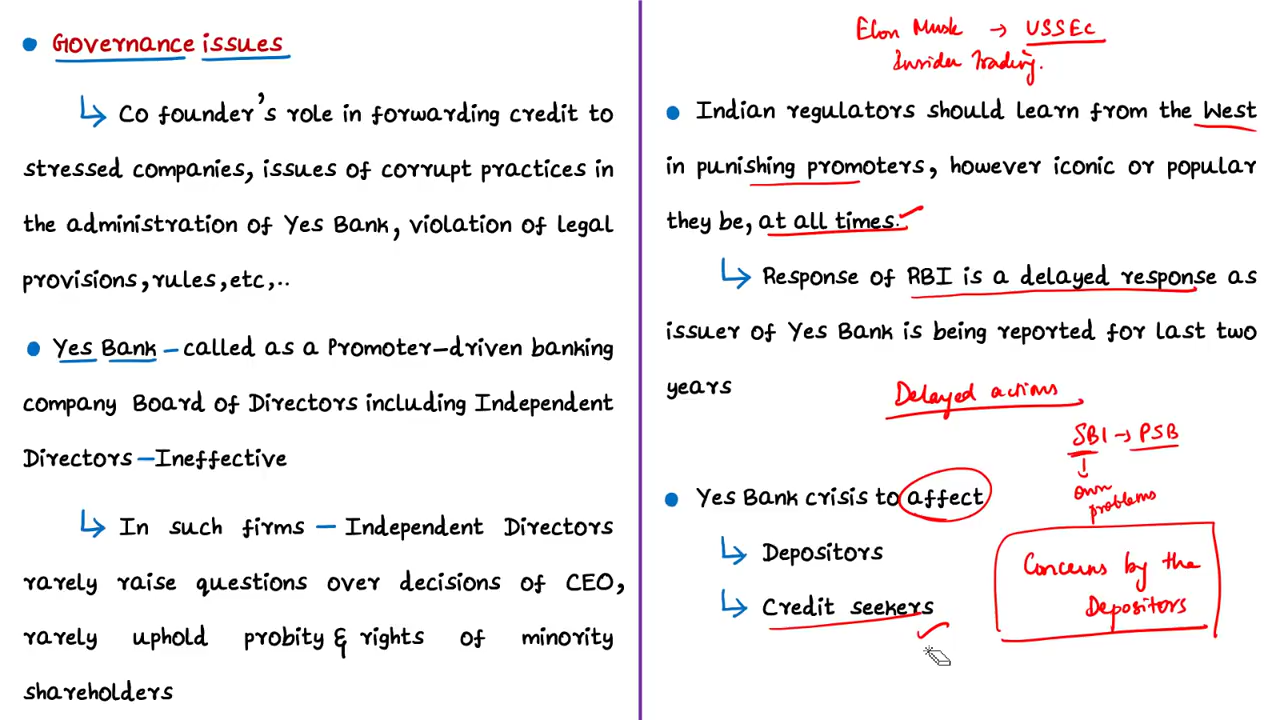 • Governance issues
↳ Co founder's role in forwarding credit to
stressed companies, issues of corrupt practices in
the administration of Yes Bank, violation of legal
provisions, rules, etc,..
• Yes Bank – called as a Promoter-driven banking
company Board of Directors including Independent
Directors – Ineffective
↳ In such firms – Independent Directors
rarely raise questions over decisions of CEO,
rarely uphold probity & rights of minority
shareholders
Elon Musk → USSEC
Insider Trading.
• Indian regulators should learn from the West
in punishing promoters, however iconic or popular
they be, at all times.
↳ Response of RBI is a delayed response as
issuer of Yes Bank is being reported for last two
years
Delayed actions
SBI → PSB
own
problems
• Yes Bank crisis to affect
↳ Depositors
↳ Credit seekers
Concerns by the
Depositors